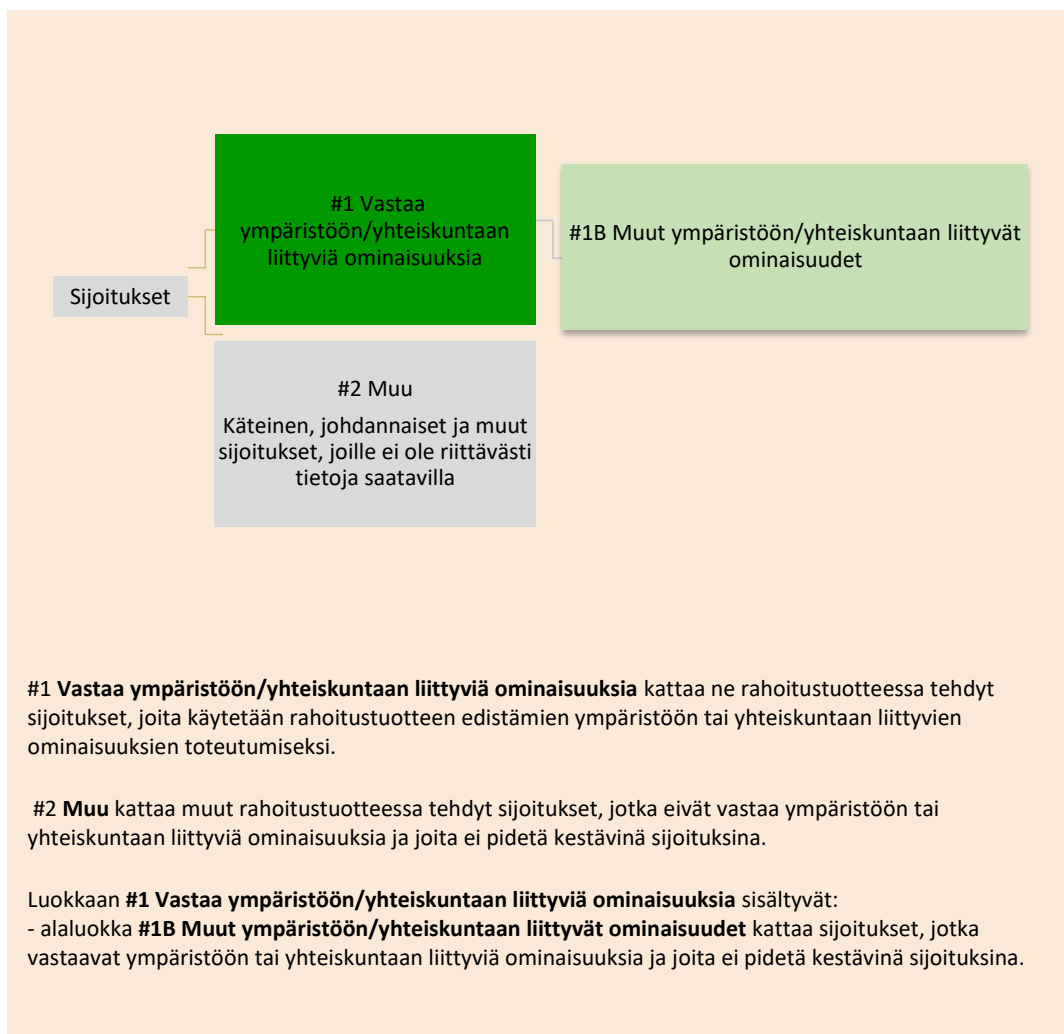 #1 Vastaa
ympäristöön/yhteiskuntaan
liittyviä ominaisuuksia
#1B Muut ympäristöön/yhteiskuntaan liittyvät
ominaisuudet
Sijoitukset
#2 Muu
Käteinen, johdannaiset ja muut
sijoitukset, joille ei ole riittävästi
tietoja saatavilla
#1 Vastaa ympäristöön/yhteiskuntaan liittyviä ominaisuuksia kattaa ne rahoitustuotteessa tehdyt
sijoitukset, joita käytetään rahoitustuotteen edistämien ympäristöön tai yhteiskuntaan liittyvien
ominaisuuksien toteutumiseksi.
#2 Muu kattaa muut rahoitustuotteessa tehdyt sijoitukset, jotka eivät vastaa ympäristöön tai
yhteiskuntaan liittyviä ominaisuuksia ja joita ei pidetä kestävinä sijoituksina.
Luokkaan #1 Vastaa ympäristöön/yhteiskuntaan liittyviä ominaisuuksia sisältyvät:
- alaluokka #1B Muut ympäristöön/yhteiskuntaan liittyvät ominaisuudet kattaa sijoitukset, jotka
vastaavat ympäristöön tai yhteiskuntaan liittyviä ominaisuuksia ja joita ei pidetä kestävinä sijoituksina.